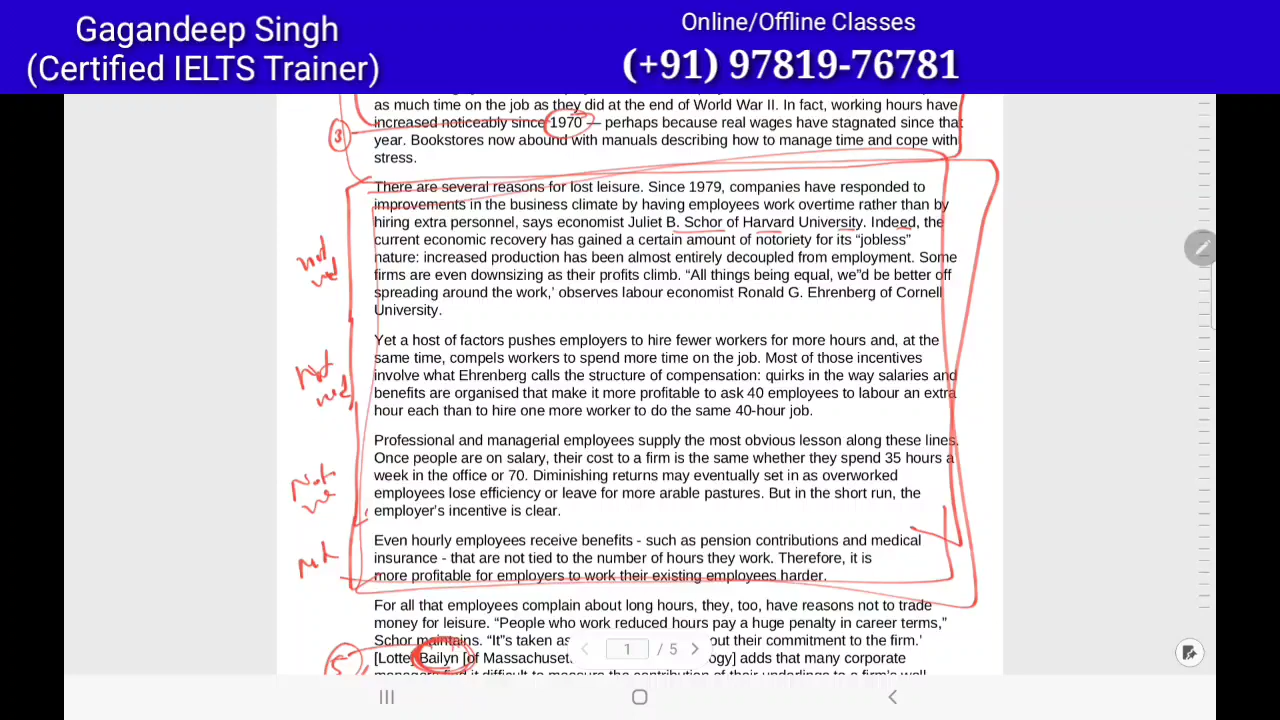 Gagandeep Singh
(Certified IELTS Trainer)
Online/Offline Classes
(+91) 97819-76781
as much time on the job as they did at the end of World War II. In fact, working hours have
increased noticeably since 1970 — perhaps because real wages have stagnated since that
year. Bookstores now abound with manuals describing how to manage time and cope with
stress.
3
There are several reasons for lost leisure. Since 1979, companies have responded to
improvements in the business climate by having employees work overtime rather than by
hiring extra personnel, says economist Juliet B. Schor of Harvard University. Indeed, the
current economic recovery has gained a certain amount of notoriety for its “jobless”
nature: increased production has been almost entirely decoupled from employment. Some
firms are even downsizing as their profits climb. “All things being equal, we"d be better off
spreading around the work,’ observes labour economist Ronald G. Ehrenberg of Cornell
University.
not
Yet a host of factors pushes employers to hire fewer workers for more hours and, at the
same time, compels workers to spend more time on the job. Most of those incentives
involve what Ehrenberg calls the structure of compensation: quirks in the way salaries and
benefits are organised that make it more profitable to ask 40 employees to labour an extra
hour each than to hire one more worker to do the same 40-hour job.
Not
Professional and managerial employees supply the most obvious lesson along these lines.
Once people are on salary, their cost to a firm is the same whether they spend 35 hours a
week in the office or 70. Diminishing returns may eventually set in as overworked
employees lose efficiency or leave for more arable pastures. But in the short run, the
employer’s incentive is clear.
Not
Even hourly employees receive benefits - such as pension contributions and medical
insurance - that are not tied to the number of hours they work. Therefore, it is
more profitable for employers to work their existing employees harder.
For all that employees complain about long hours, they, too, have reasons not to trade
money for leisure. “People who work reduced hours pay a huge penalty in career terms,”
Schor maintains. “It"s taken as out their commitment to the firm.’
[Lotte Bailyn [of Massachuset ogy] adds that many corporate
5
1 / 5